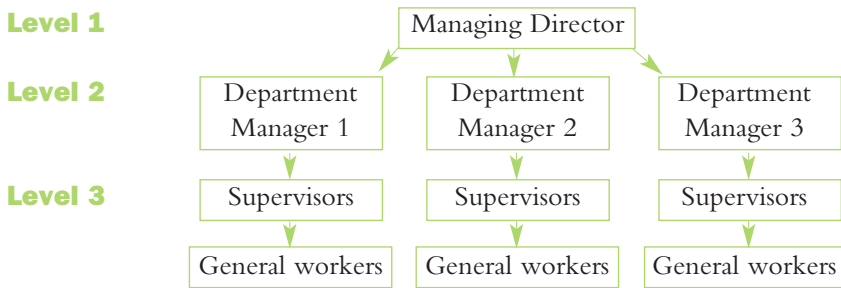 Level 1
Managing Director
Level 2
Department
Manager 1
Department
Manager 2
Department
Manager 3
Level 3
Supervisors
Supervisors
Supervisors
General workers
General workers
General workers